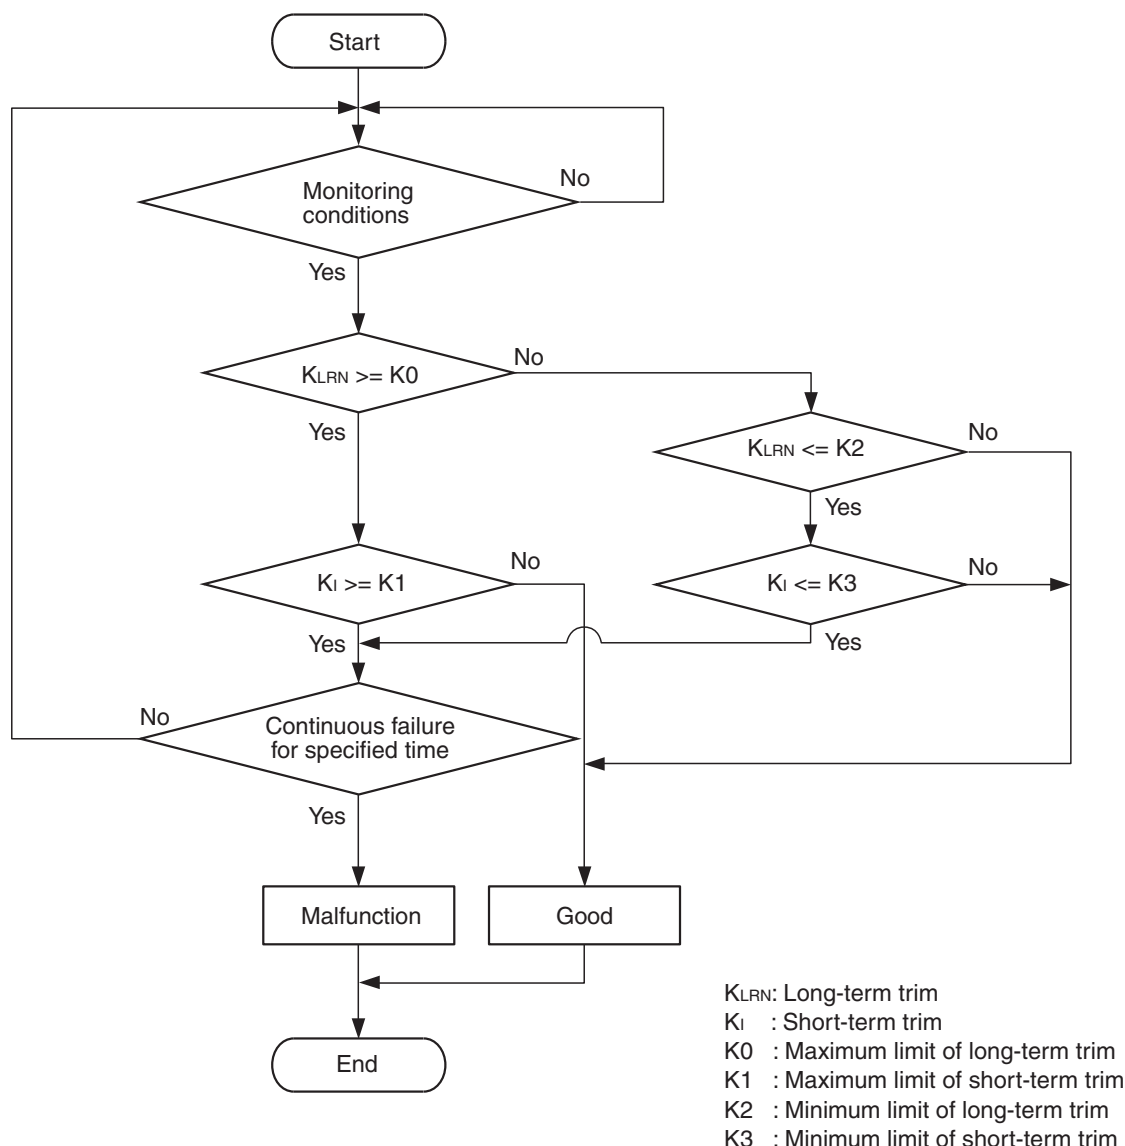 Start
No
Monitoring
conditions
Yes
No
KLRN >= K0
Yes
No
KLRN <= K2
Yes
No
KI >= K1
No
KI <= K3
Yes
Yes
No
Continuous failure
for specified time
Yes
Malfunction
Good
End
KLRN: Long-term trim
KI : Short-term trim
K0 : Maximum limit of long-term trim
K1 : Maximum limit of short-term trim
K2 : Minimum limit of long-term trim
K3 : Minimum limit of short-term trim